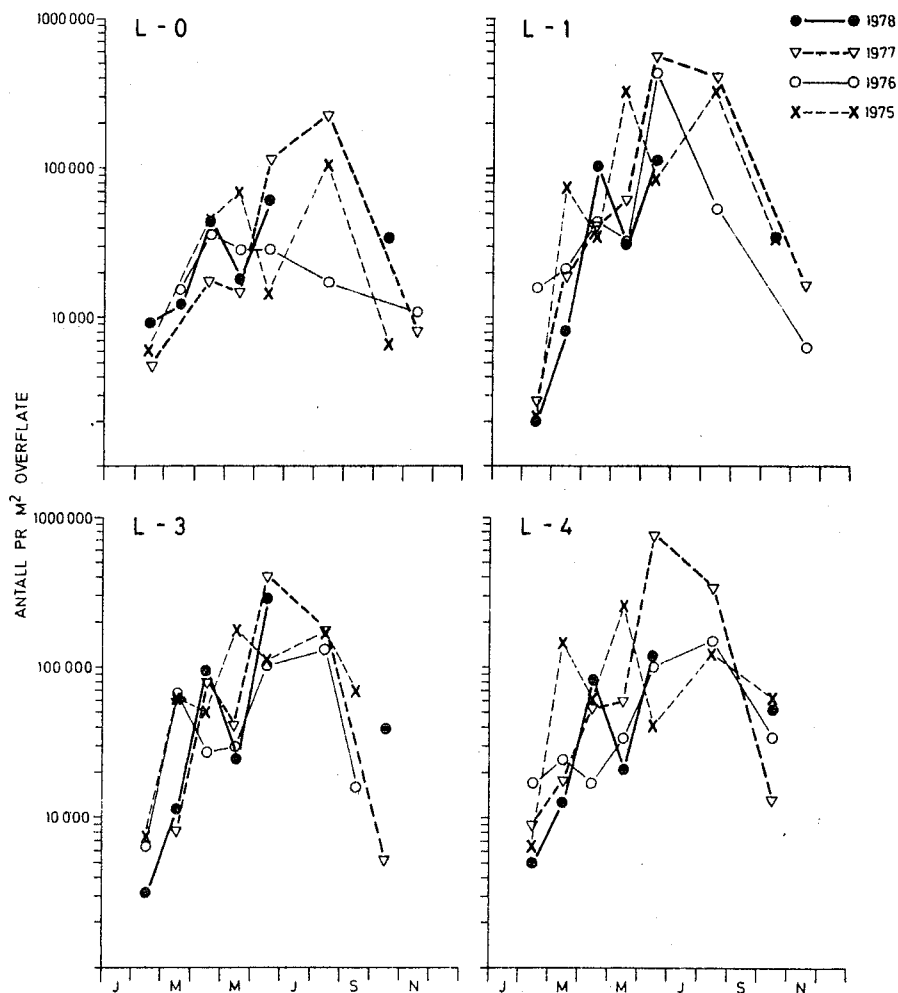 L - 0
L - 1
1978
1977
1976
1975
1000 000
100 000
10 000
ANTALL PR M² OVERFLATE
L - 3
L - 4
1000 000
100 000
10 000
J M M J S N
J M M J S N